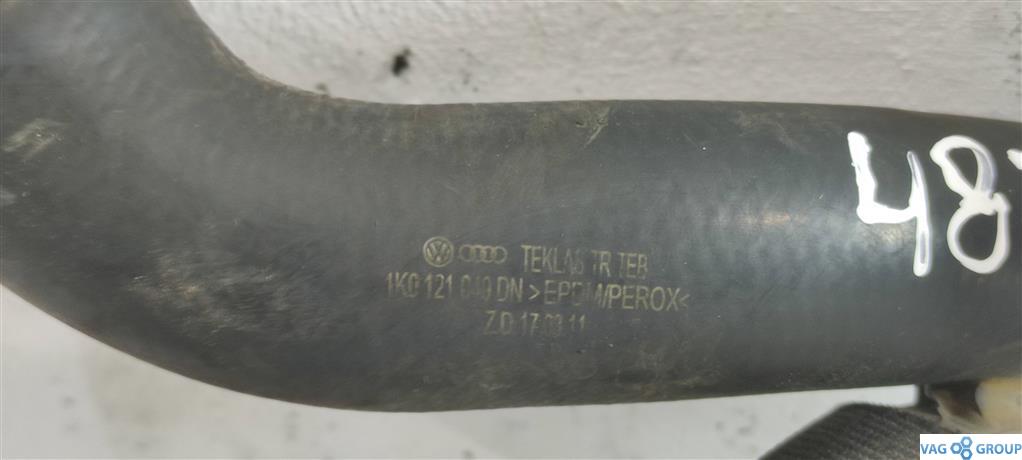 TEKLAS TR TEB
1K0 121 049 DN >EPDM/PEROX<
Z.D 17 03 11
48
VAG GROUP